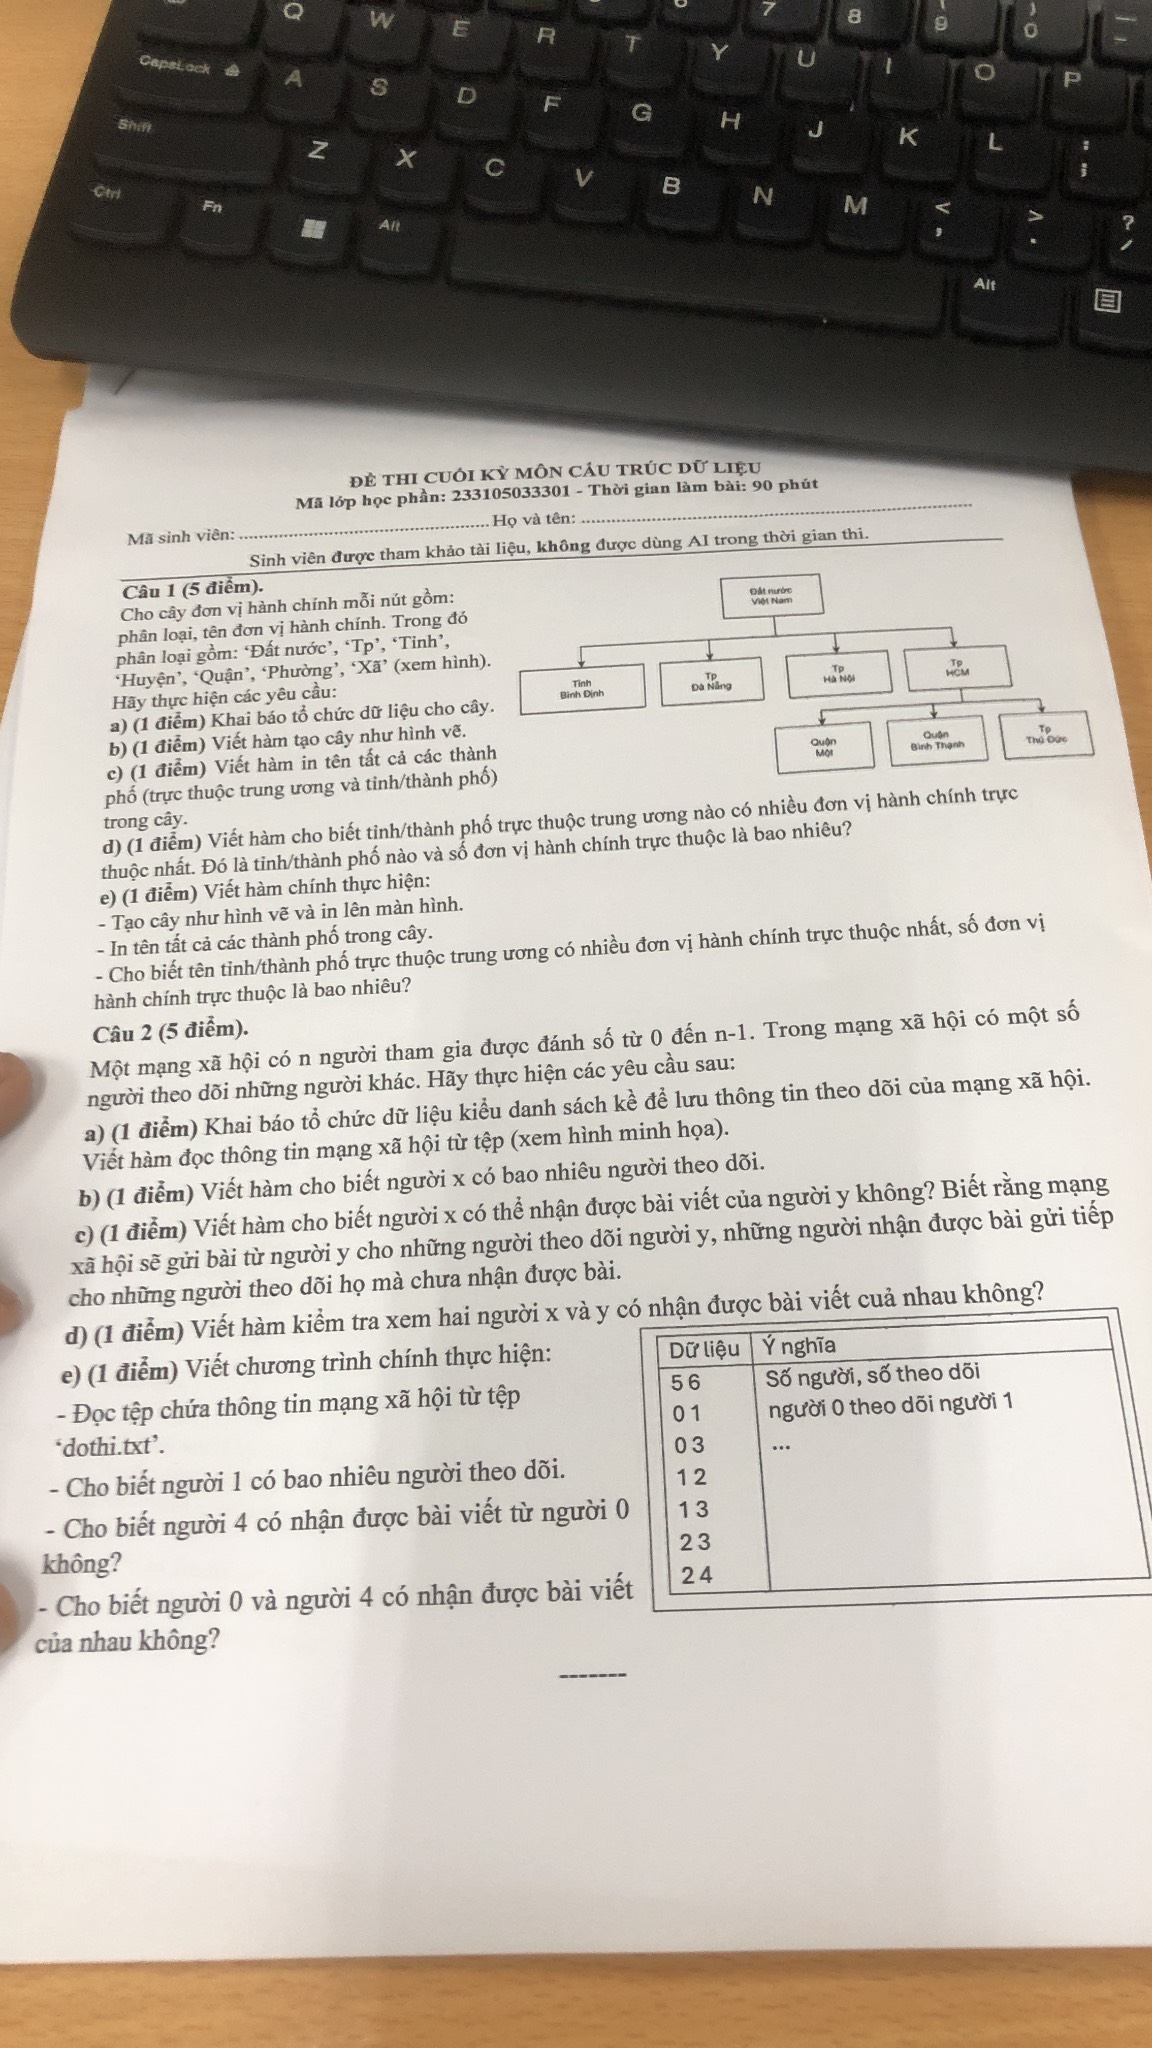 Q W E R T Y U I O P
7 8 9 0
CapsLock A S D F G H J K L : ;
Shift Z X C V B N M < , > . ? /
Ctrl Fn Alt Alt
ĐỀ THI CUỐI KỲ MÔN CẤU TRÚC DỮ LIỆU
Mã lớp học phần: 233105033301 - Thời gian làm bài: 90 phút
Mã sinh viên: Họ và tên:
Sinh viên được tham khảo tài liệu, không được dùng AI trong thời gian thi.
Câu 1 (5 điểm).
Cho cây đơn vị hành chính mỗi nút gồm:
phân loại, tên đơn vị hành chính. Trong đó
phân loại gồm: ‘Đất nước’, ‘Tp’, ‘Tỉnh’,
‘Huyện’, ‘Quận’, ‘Phường’, ‘Xã’ (xem hình).
Hãy thực hiện các yêu cầu:
a) (1 điểm) Khai báo tổ chức dữ liệu cho cây.
b) (1 điểm) Viết hàm tạo cây như hình vẽ.
c) (1 điểm) Viết hàm in tên tất cả các thành
phố (trực thuộc trung ương và tỉnh/thành phố)
trong cây.
Đất nước
Việt Nam
Tỉnh
Bình Định
Tp
Đà Nẵng
Tp
Hà Nội
Tp
HCM
Quận
Một
Quận
Bình Thạnh
Tp
Thủ Đức
d) (1 điểm) Viết hàm cho biết tỉnh/thành phố trực thuộc trung ương nào có nhiều đơn vị hành chính trực
thuộc nhất. Đó là tỉnh/thành phố nào và số đơn vị hành chính trực thuộc là bao nhiêu?
e) (1 điểm) Viết hàm chính thực hiện:
- Tạo cây như hình vẽ và in lên màn hình.
- In tên tất cả các thành phố trong cây.
- Cho biết tên tỉnh/thành phố trực thuộc trung ương có nhiều đơn vị hành chính trực thuộc nhất, số đơn vị
hành chính trực thuộc là bao nhiêu?
Câu 2 (5 điểm).
Một mạng xã hội có n người tham gia được đánh số từ 0 đến n-1. Trong mạng xã hội có một số
người theo dõi những người khác. Hãy thực hiện các yêu cầu sau:
a) (1 điểm) Khai báo tổ chức dữ liệu kiểu danh sách kề để lưu thông tin theo dõi của mạng xã hội.
Viết hàm đọc thông tin mạng xã hội từ tệp (xem hình minh họa).
b) (1 điểm) Viết hàm cho biết người x có bao nhiêu người theo dõi.
c) (1 điểm) Viết hàm cho biết người x có thể nhận được bài viết của người y không? Biết rằng mạng
xã hội sẽ gửi bài từ người y cho những người theo dõi người y, những người nhận được bài gửi tiếp
cho những người theo dõi họ mà chưa nhận được bài.
d) (1 điểm) Viết hàm kiểm tra xem hai người x và y có nhận được bài viết cuả nhau không?
e) (1 điểm) Viết chương trình chính thực hiện:
- Đọc tệp chứa thông tin mạng xã hội từ tệp
‘dothi.txt’.
- Cho biết người 1 có bao nhiêu người theo dõi.
- Cho biết người 4 có nhận được bài viết từ người 0
không?
- Cho biết người 0 và người 4 có nhận được bài viết
của nhau không?
Dữ liệu Ý nghĩa
5 6 Số người, số theo dõi
0 1 người 0 theo dõi người 1
0 3 ...
1 2
1 3
2 3
2 4
-------